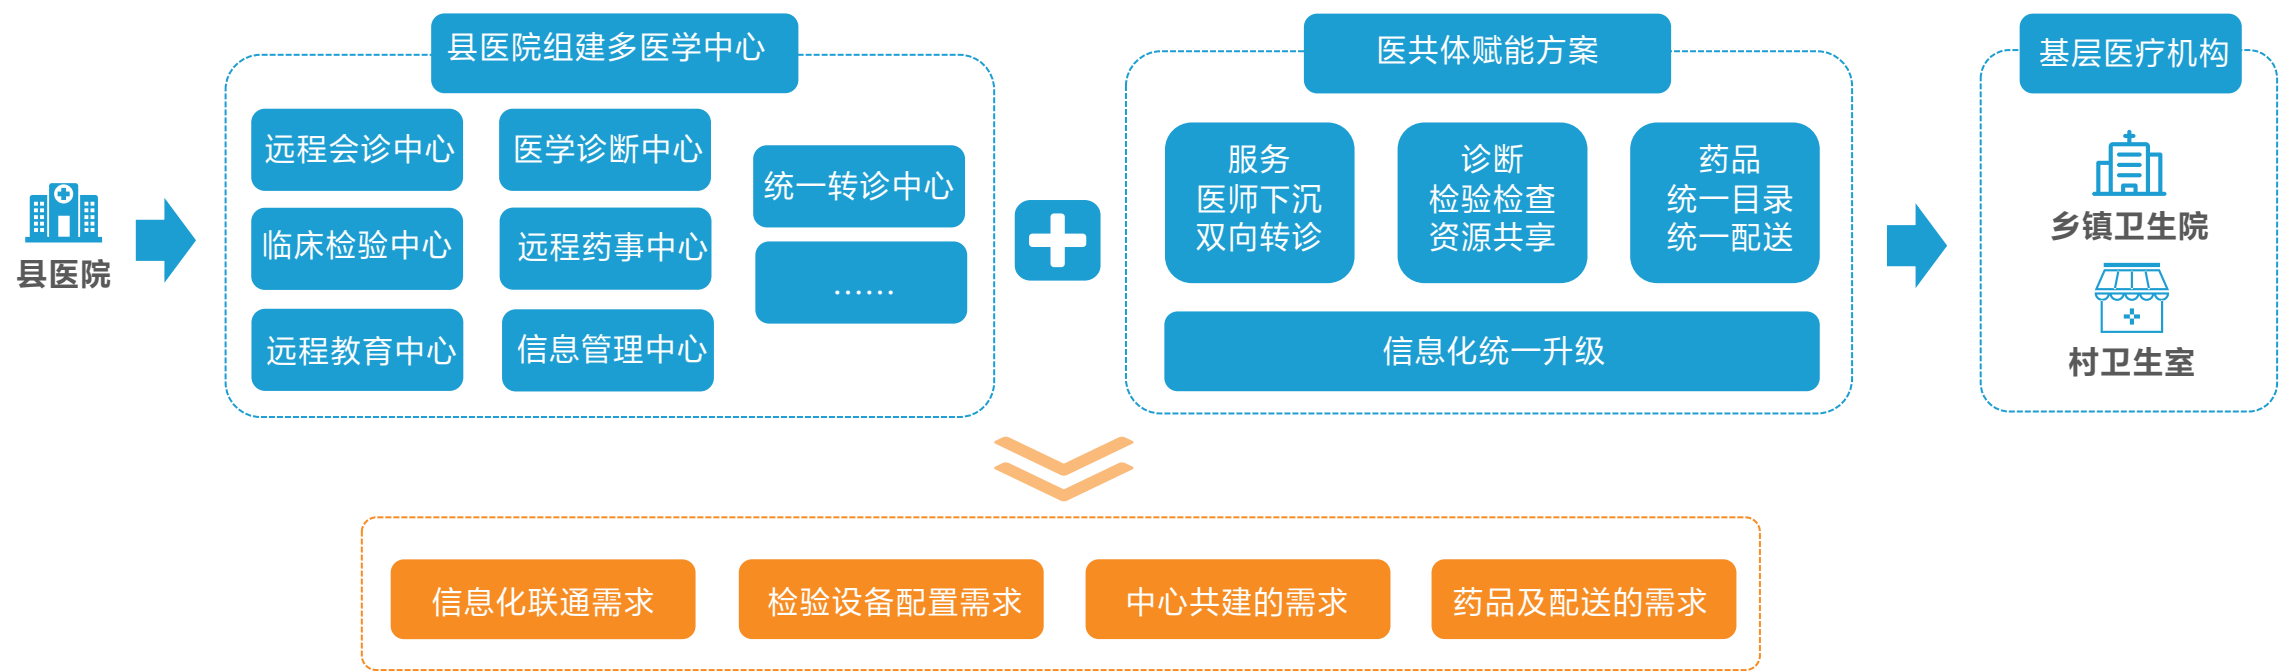 县医院
县医院组建多医学中心
远程会诊中心
医学诊断中心
临床检验中心
远程药事中心
远程教育中心
信息管理中心
统一转诊中心
……
医共体赋能方案
服务
医师下沉
双向转诊
诊断
检验检查
资源共享
药品
统一目录
统一配送
信息化统一升级
基层医疗机构
乡镇卫生院
村卫生室
信息化联通需求
检验设备配置需求
中心共建的需求
药品及配送的需求